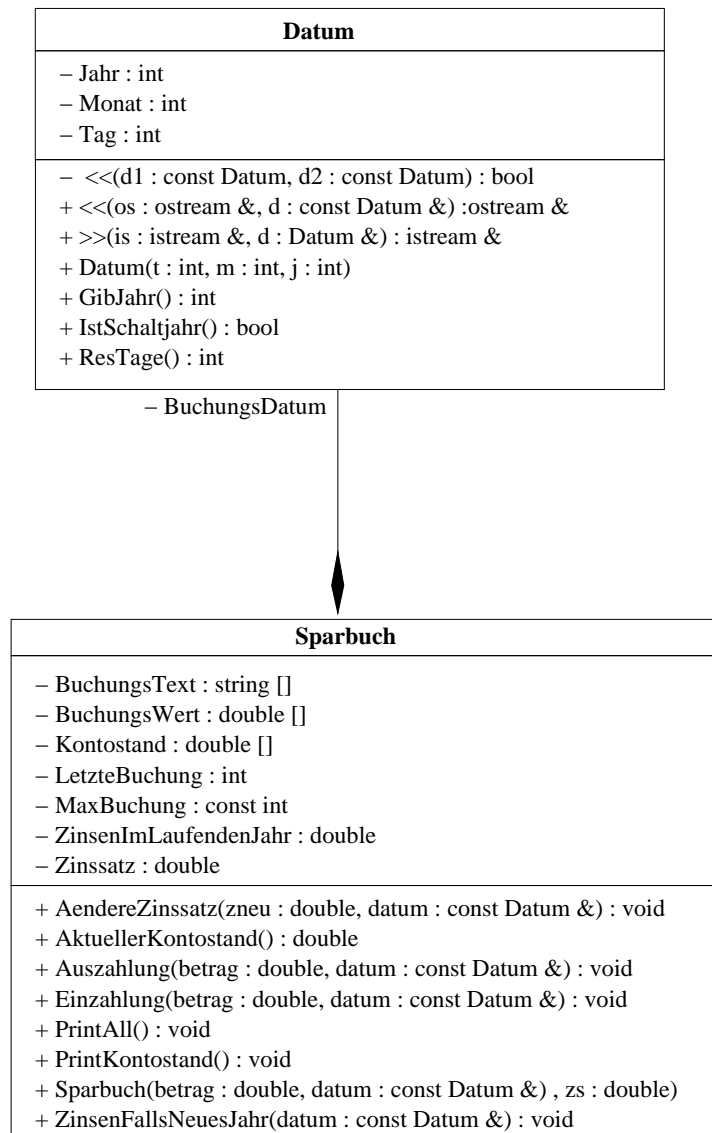 Datum
− Jahr : int
− Monat : int
− Tag : int
− <<(d1 : const Datum, d2 : const Datum) : bool
+ <<(os : ostream &, d : const Datum &) :ostream &
+ >>(is : istream &, d : Datum &) : istream &
+ Datum(t : int, m : int, j : int)
+ GibJahr() : int
+ IstSchaltjahr() : bool
+ ResTage() : int
− BuchungsDatum
Sparbuch
− BuchungsText : string []
− BuchungsWert : double []
− Kontostand : double []
− LetzteBuchung : int
− MaxBuchung : const int
− ZinsenImLaufendenJahr : double
− Zinssatz : double
+ AendereZinssatz(zneu : double, datum : const Datum &) : void
+ AktuellerKontostand() : double
+ Auszahlung(betrag : double, datum : const Datum &) : void
+ Einzahlung(betrag : double, datum : const Datum &) : void
+ PrintAll() : void
+ PrintKontostand() : void
+ Sparbuch(betrag : double, datum : const Datum &) , zs : double)
+ ZinsenFallsNeuesJahr(datum : const Datum &) : void